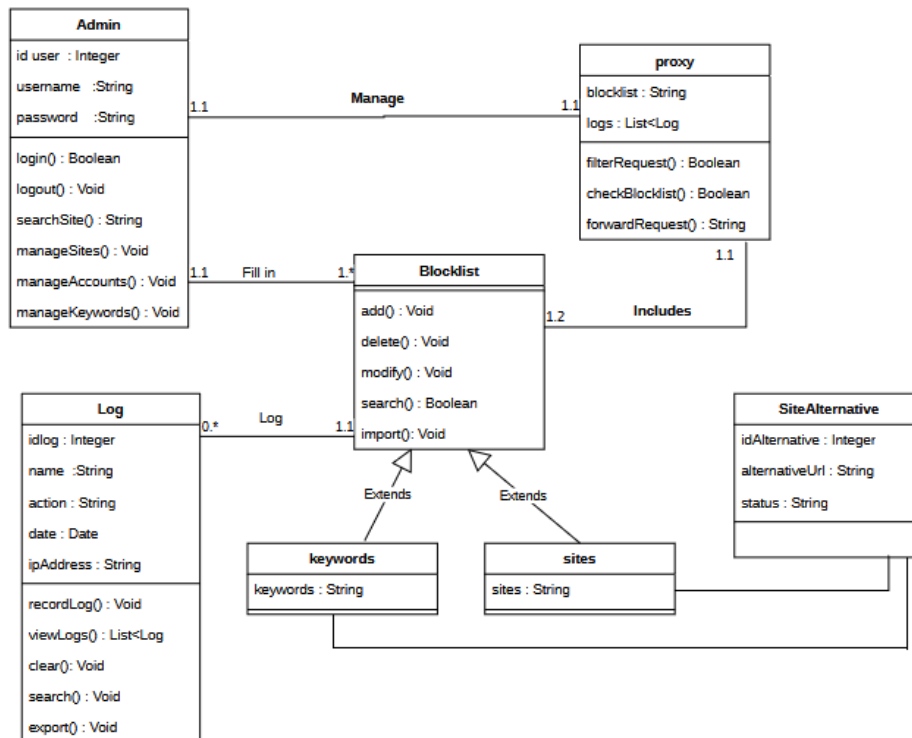 Admin
id user : Integer
username :String
password :String
login() : Boolean
logout() : Void
searchSite() : String
manageSites() : Void
manageAccounts() : Void
manageKeywords() : Void
1.1
Manage
1.1
proxy
blocklist : String
logs : List<Log
filterRequest() : Boolean
checkBlocklist() : Boolean
forwardRequest() : String
1.1
1.1
Fill in
1.*
Blocklist
add() : Void
delete() : Void
modify() : Void
search() : Boolean
import(): Void
1.2
Includes
Log
idlog : Integer
name :String
action : String
date : Date
ipAddress : String
recordLog() : Void
viewLogs() : List<Log
clear(): Void
search() : Void
export() : Void
0.*
Log
1.1
Extends
Extends
keywords
keywords : String
sites
sites : String
SiteAlternative
idAlternative : Integer
alternativeUrl : String
status : String